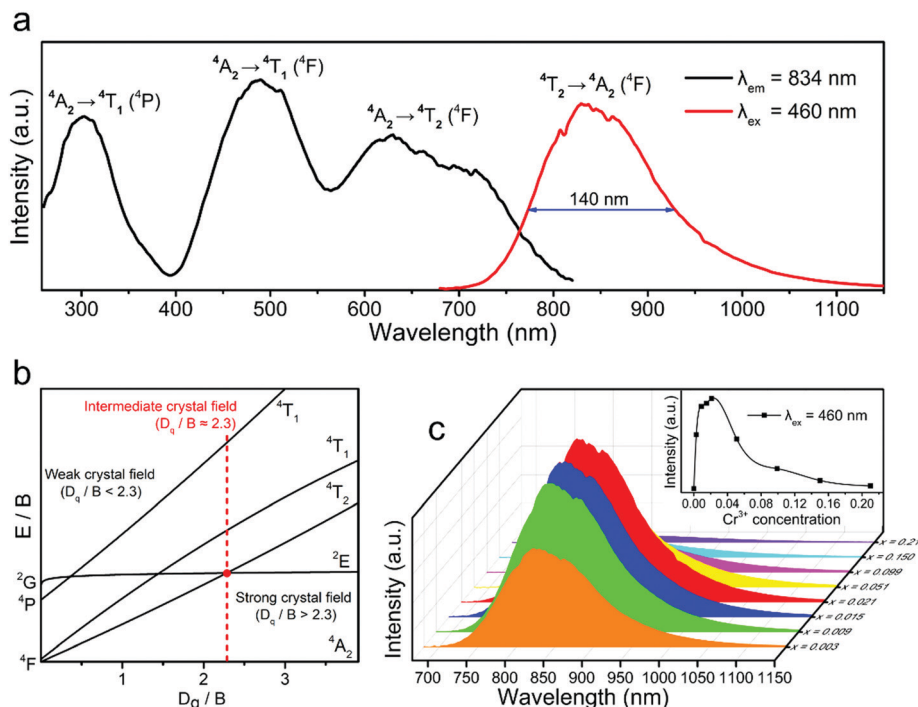 a
⁴A₂→⁴T₁ (⁴P)
⁴A₂→⁴T₁ (⁴F)
⁴A₂→⁴T₂ (⁴F)
⁴T₂→⁴A₂ (⁴F)
λem = 834 nm
λex = 460 nm
140 nm
Intensity (a.u.)
300 400 500 600 700 800 900 1000 1100
Wavelength (nm)
b
Intermediate crystal field
(Dq / B ≈ 2.3)
⁴T₁
Weak crystal field
(Dq / B < 2.3)
⁴T₁
⁴T₂
E / B
²E
²G
⁴P
Strong crystal field
(Dq / B > 2.3)
⁴A₂
⁴F
1 2 3
Dq / B
c
Intensity (a.u.)
λex = 460 nm
0.00 0.04 0.08 0.12 0.16 0.20
Cr³⁺ concentration
Intensity (a.u.)
x = 0.21
x = 0.150
x = 0.099
x = 0.051
x = 0.021
x = 0.015
x = 0.009
x = 0.003
700 750 800 850 900 950 1000 1050 1100 1150
Wavelength (nm)